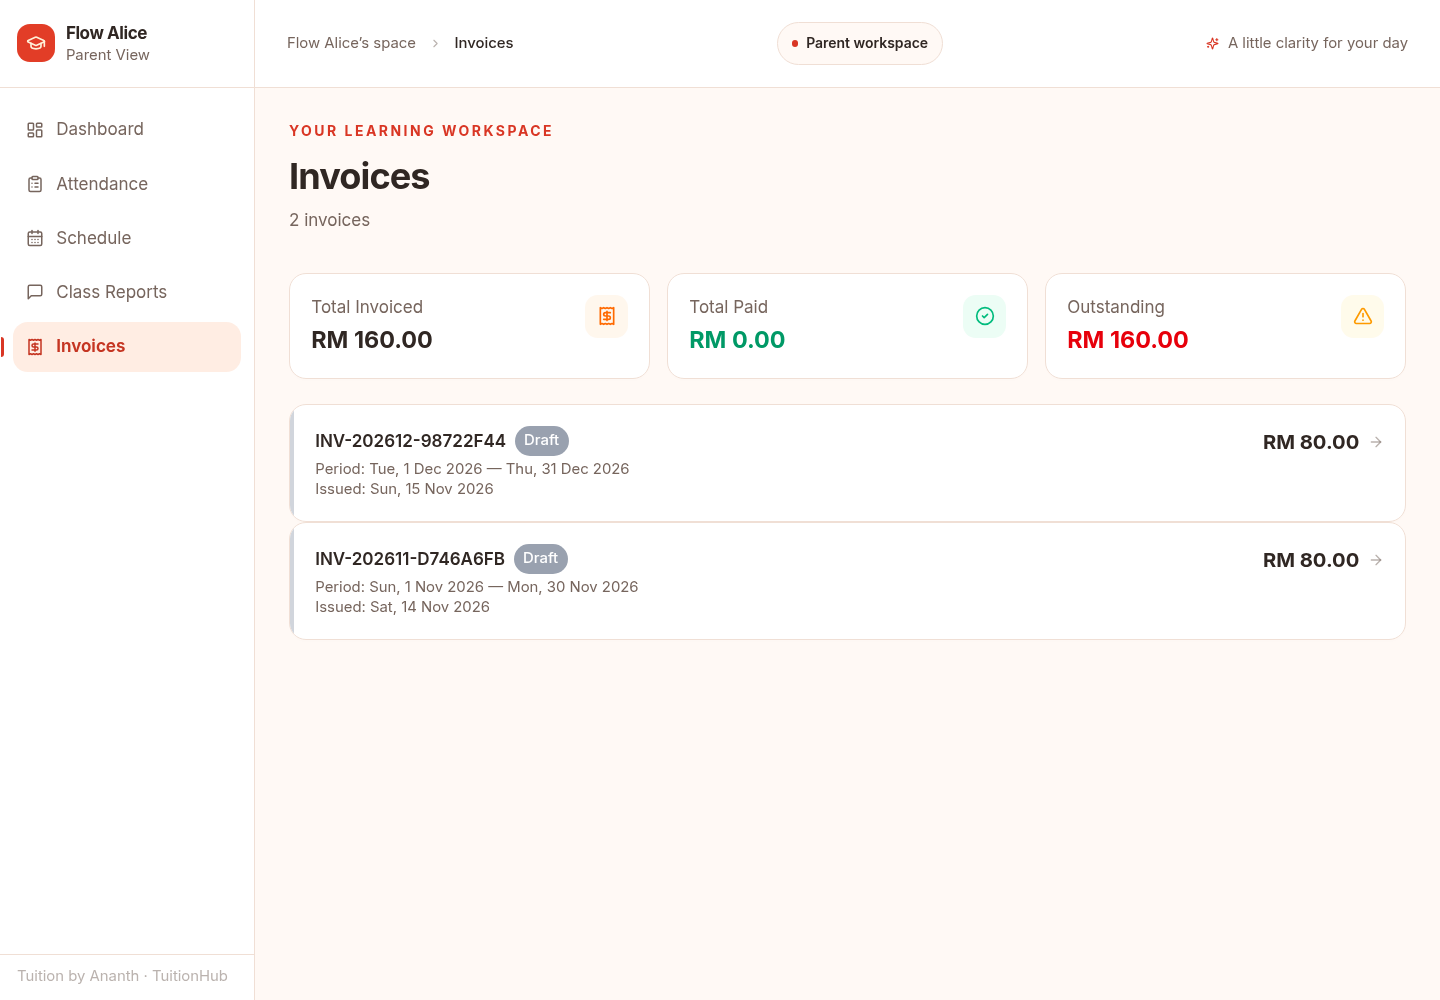 Flow Alice
Parent View
Flow Alice's space > Invoices
Parent workspace
A little clarity for your day
Dashboard
Attendance
Schedule
Class Reports
Invoices
YOUR LEARNING WORKSPACE
Invoices
2 invoices
Total Invoiced
RM 160.00
Total Paid
RM 0.00
Outstanding
RM 160.00
INV-202612-98722F44 Draft RM 80.00 →
Period: Tue, 1 Dec 2026 — Thu, 31 Dec 2026
Issued: Sun, 15 Nov 2026
INV-202611-D746A6FB Draft RM 80.00 →
Period: Sun, 1 Nov 2026 — Mon, 30 Nov 2026
Issued: Sat, 14 Nov 2026
Tuition by Ananth · TuitionHub